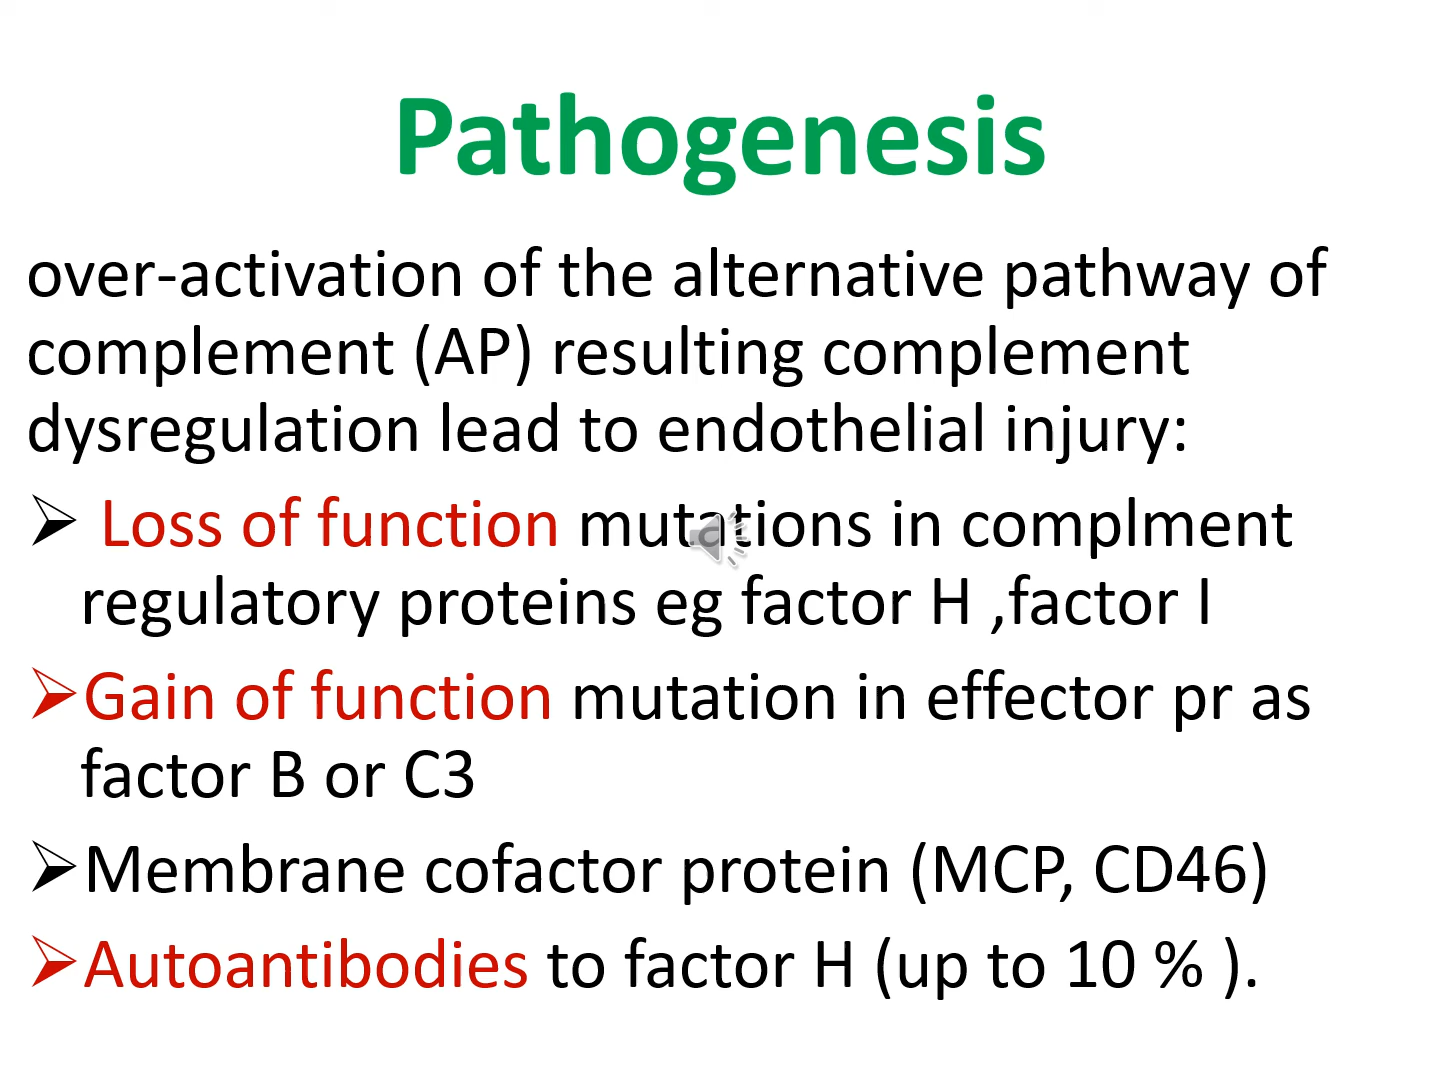 Pathogenesis
over-activation of the alternative pathway of
complement (AP) resulting complement
dysregulation lead to endothelial injury:
➢ Loss of function mutations in complment
regulatory proteins eg factor H ,factor I
➢Gain of function mutation in effector pr as
factor B or C3
➢Membrane cofactor protein (MCP, CD46)
➢Autoantibodies to factor H (up to 10 % ).